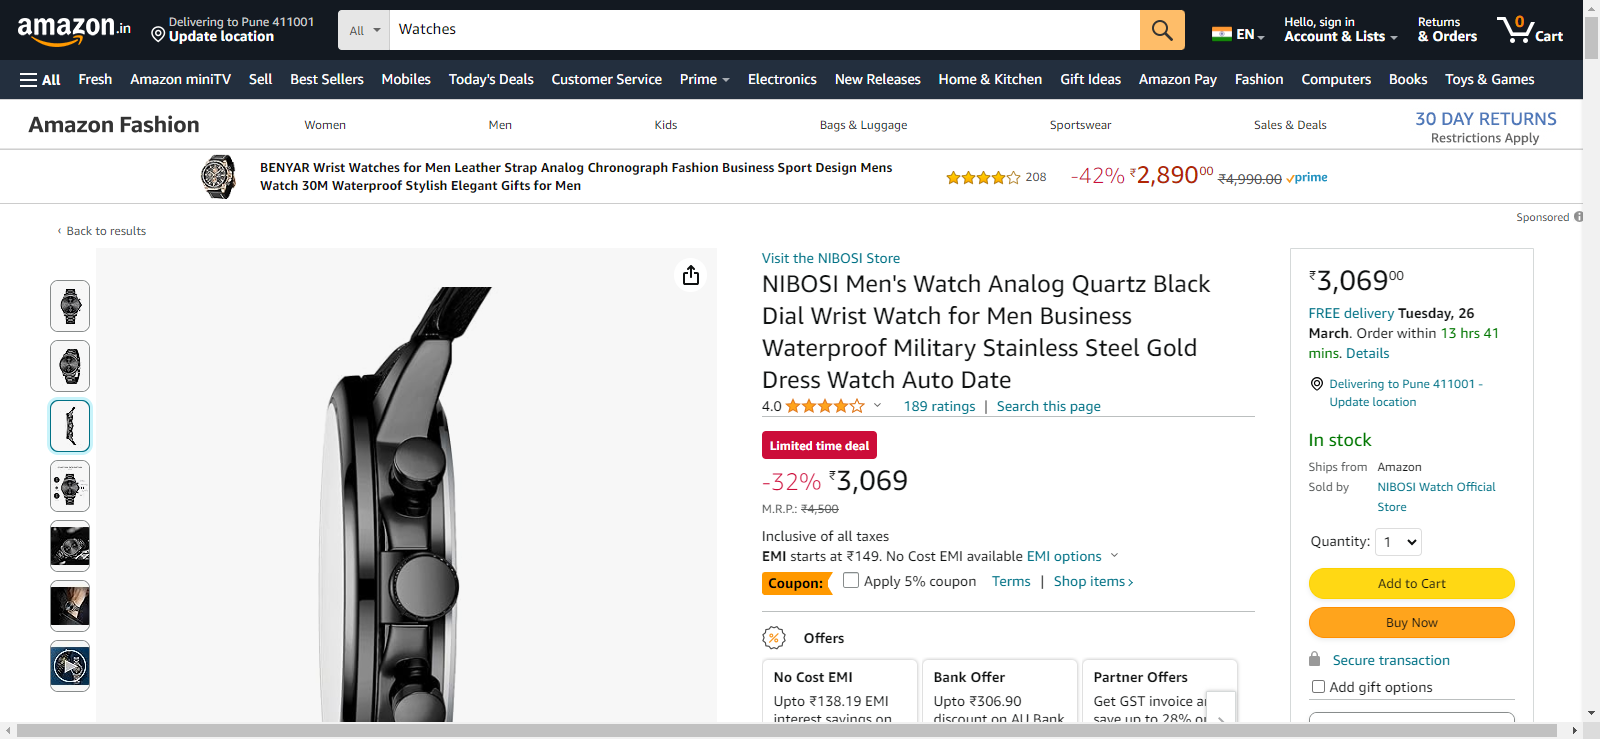 amazon.in
Delivering to Pune 411001
Update location
All
Watches
EN
Hello, sign in
Account & Lists
Returns
& Orders
0
Cart
All
Fresh
Amazon miniTV
Sell
Best Sellers
Mobiles
Today's Deals
Customer Service
Prime
Electronics
New Releases
Home & Kitchen
Gift Ideas
Amazon Pay
Fashion
Computers
Books
Toys & Games
Amazon Fashion
Women
Men
Kids
Bags & Luggage
Sportswear
Sales & Deals
30 DAY RETURNS
Restrictions Apply
BENYAR Wrist Watches for Men Leather Strap Analog Chronograph Fashion Business Sport Design Mens
Watch 30M Waterproof Stylish Elegant Gifts for Men
208
-42% ₹2,89000 ₹4,990.00 prime
Sponsored
‹ Back to results
Visit the NIBOSI Store
NIBOSI Men's Watch Analog Quartz Black
Dial Wrist Watch for Men Business
Waterproof Military Stainless Steel Gold
Dress Watch Auto Date
4.0
189 ratings | Search this page
Limited time deal
-32% ₹3,069
M.R.P.: ₹4,500
Inclusive of all taxes
EMI starts at ₹149. No Cost EMI available EMI options
Coupon: Apply 5% coupon Terms | Shop items ›
% Offers
No Cost EMI
Upto ₹138.19 EMI
interest savings on
Bank Offer
Upto ₹306.90
discount on AU Bank
Partner Offers
Get GST invoice
save up to 28%
₹3,06900
FREE delivery Tuesday, 26
March. Order within 13 hrs 41
mins. Details
Delivering to Pune 411001 -
Update location
In stock
Ships from Amazon
Sold by NIBOSI Watch Official
Store
Quantity: 1
Add to Cart
Buy Now
Secure transaction
Add gift options